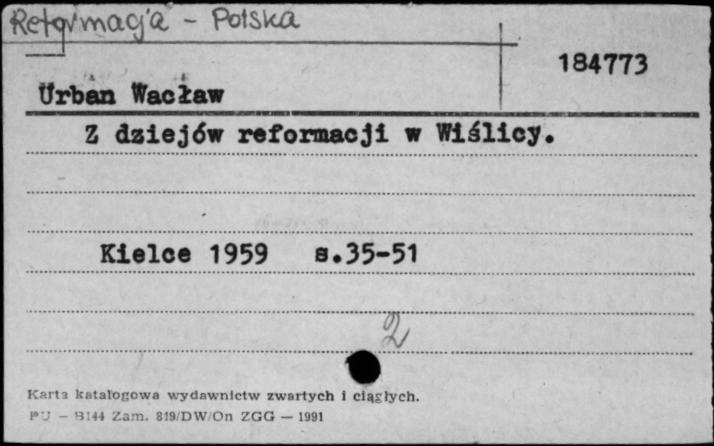 Reformacja - Polska
184773
Urban Wacław
Z dziejów reformacji w Wiślicy.
Kielce 1959 s.35-51
2
Karta katalogowa wydawnictw zwartych i ciągłych.
PU — B144 Zam. 819/DW/On ZGG — 1991